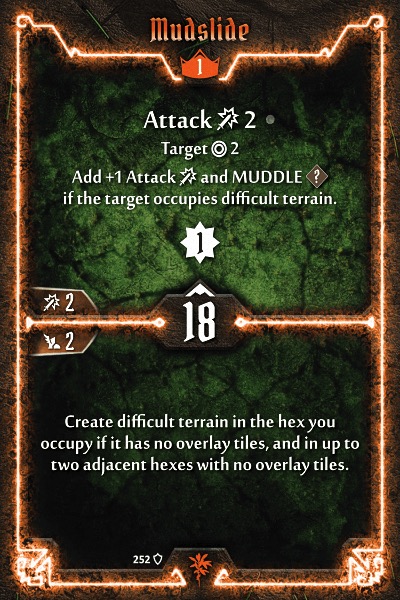 Mudslide
1
Attack 2
Target 2
Add +1 Attack and MUDDLE ?
if the target occupies difficult terrain.
1
2
18
2
Create difficult terrain in the hex you
occupy if it has no overlay tiles, and in up to
two adjacent hexes with no overlay tiles.
252